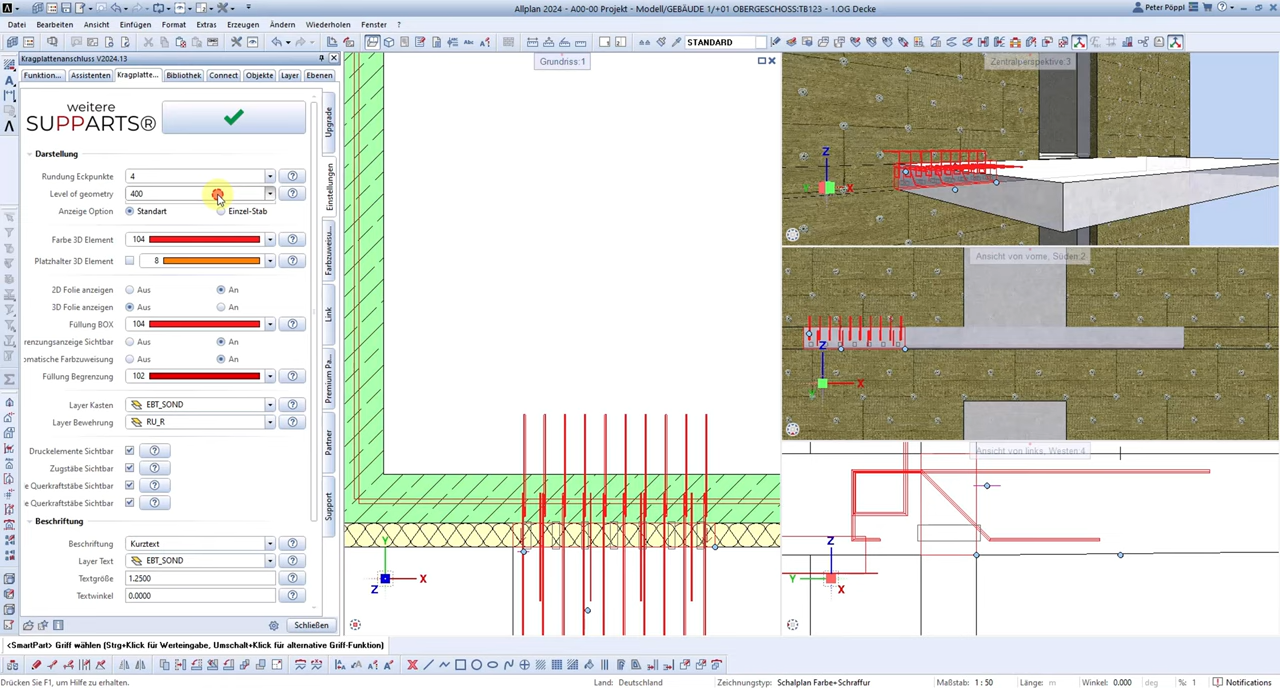 Allplan 2024 - A00-00 Projekt - Modell/GEBÄUDE 1/+01 OBERGESCHOSS:TB123 - 1.OG Decke
Peter Pöppl
Datei Bearbeiten Ansicht Einfügen Format Extras Erzeugen Ändern Wiederholen Fenster ?
STANDARD
Kragplattenanschluss V2024.13
Funktion... Assistenten Kragplatte... Bibliothek Connect Objekte Layer Ebenen
weitere
SUPPARTS®
Darstellung
Rundung Eckpunkte 4
Level of geometry 400
Anzeige Option Standart Einzel-Stab
Farbe 3D Element 104
Platzhalter 3D Element 8
2D Folie anzeigen Aus An
3D Folie anzeigen Aus An
Füllung BOX 104
renzungsanzeige Sichtbar Aus An
omatische Farbzuweisung Aus An
Füllung Begrenzung 102
Layer Kasten EBT_SOND
Layer Bewehrung RU_R
Druckelemente Sichtbar
Zugstäbe Sichtbar
e Querkraftstäbe Sichtbar
e Querkraftstäbe Sichtbar
Beschriftung
Beschriftung Kurztext
Layer Text EBT_SOND
Textgröße 1.2500
Textwinkel 0.0000
Schließen
Upgrade
Einstellungen
Farbzuweisu...
Link
Premium Pa...
Partner
Support
Grundriss:1
Y
X
Z
Zentralperspektive:3
Z
X
Ansicht von vorne, Süden:2
Z
X
Ansicht von links, Westen:4
Z
Y
X
<SmartPart> Griff wählen (Strg+Klick für Werteingabe, Umschalt+Klick für alternative Griff-Funktion)
Drücken Sie F1, um Hilfe zu erhalten.
Land: Deutschland
Zeichnungstyp: Schalplan Farbe+Schraffur
Maßstab: 1 : 50
Länge: m
Winkel: 0.000 deg
%: 1
Notifications